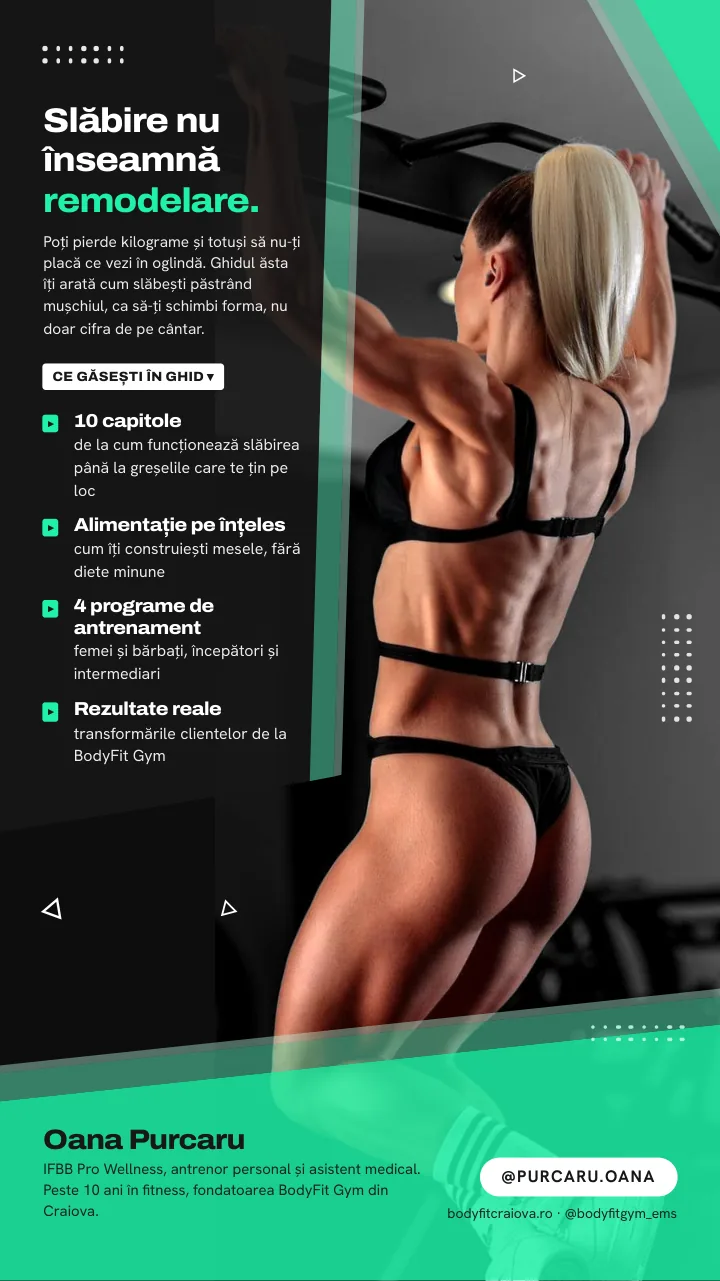 Slăbire nu
înseamnă
remodelare.
Poți pierde kilograme și totuși să nu-ți
placă ce vezi în oglindă. Ghidul ăsta
îți arată cum slăbești păstrând
mușchiul, ca să-ți schimbi forma, nu
doar cifra de pe cântar.
CE GĂSEȘTI ÎN GHID ▾
10 capitole
de la cum funcționează slăbirea
până la greșelile care te țin pe
loc
Alimentație pe înțeles
cum îți construiești mesele, fără
diete minune
4 programe de
antrenament
femei și bărbați, începători și
intermediari
Rezultate reale
transformările clientelor de la
BodyFit Gym
Oana Purcaru
IFBB Pro Wellness, antrenor personal și asistent medical.
Peste 10 ani în fitness, fondatoarea BodyFit Gym din
Craiova.
@PURCARU.OANA
bodyfitcraiova.ro · @bodyfitgym_ems